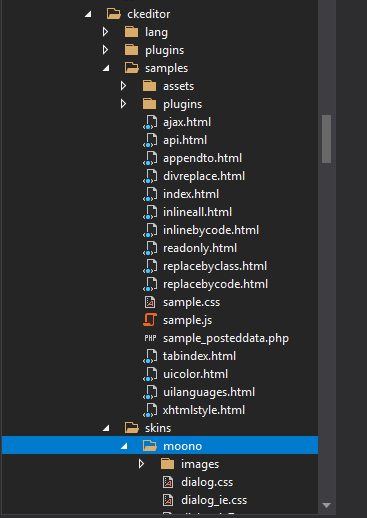 ckeditor
lang
plugins
samples
assets
plugins
ajax.html
api.html
appendto.html
divreplace.html
index.html
inlineall.html
inlinebycode.html
readonly.html
replacebyclass.html
replacebycode.html
sample.css
sample.js
PHP sample_posteddata.php
tabindex.html
uicolor.html
uilanguages.html
xhtmlstyle.html
skins
moono
images
dialog.css
dialog_ie.css